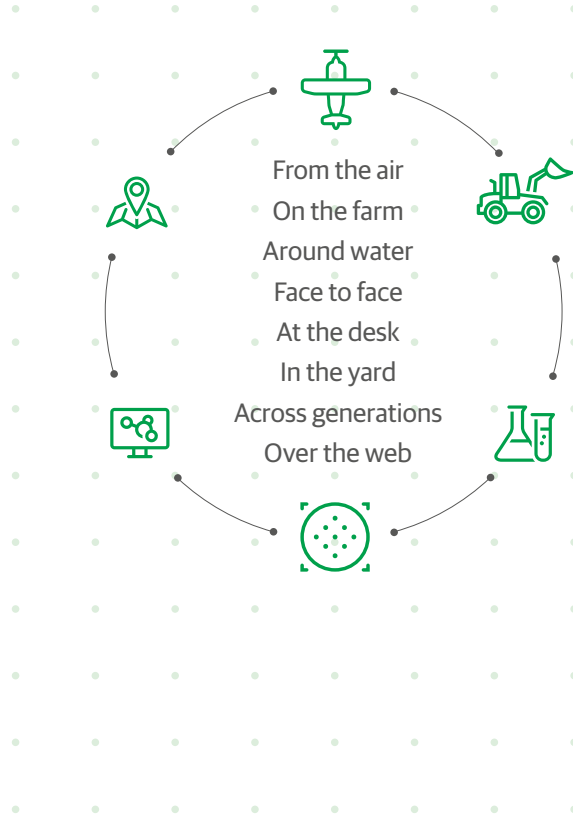 From the air
On the farm
Around water
Face to face
At the desk
In the yard
Across generations
Over the web